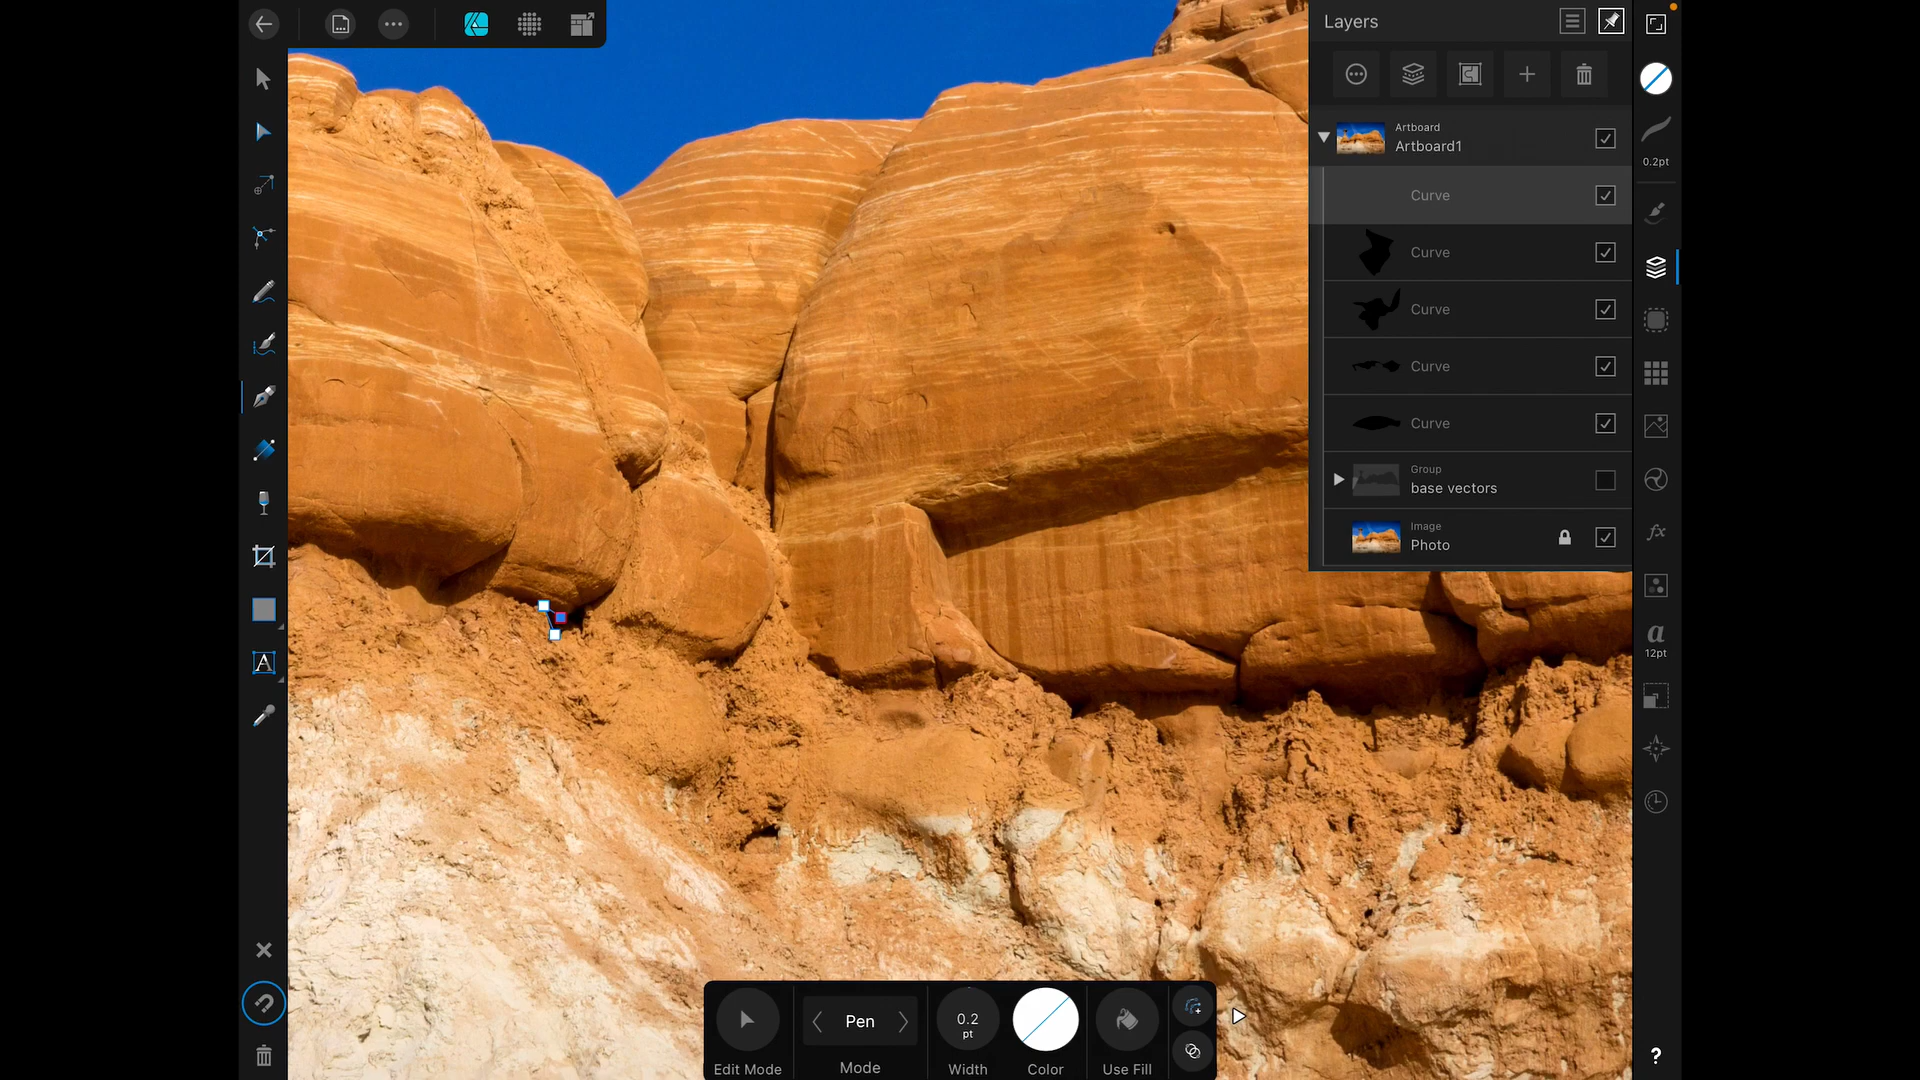 Layers
Artboard
Artboard1
0.2pt
Curve
Curve
Curve
Curve
Curve
Group
base vectors
Image
Photo
fx
a
12pt
A
Pen
0.2
pt
Edit Mode
Mode
Width
Color
Use Fill
?